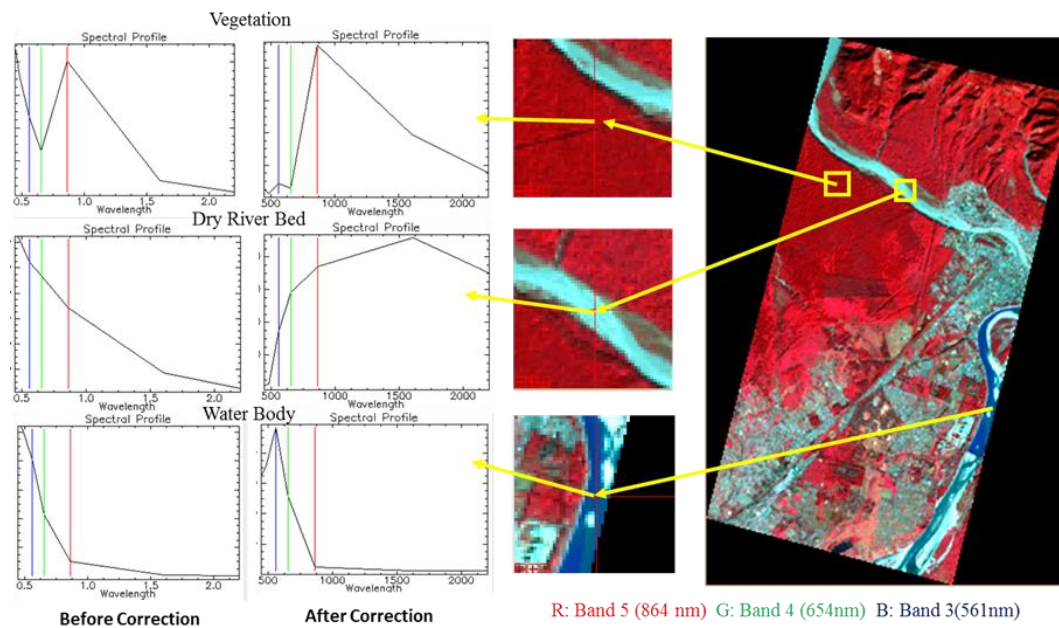 Vegetation
Spectral Profile
Spectral Profile
0.5 1.0 1.5 2.0
Wavelength
500 1000 1500 2000
Wavelength
Dry River Bed
Spectral Profile
Spectral Profile
0.5 1.0 1.5 2.0
Wavelength
500 1000 1500 2000
Wavelength
Water Body
Spectral Profile
Spectral Profile
0.5 1.0 1.5 2.0
Wavelength
500 1000 1500 2000
Wavelength
Before Correction
After Correction
R: Band 5 (864 nm) G: Band 4 (654nm) B: Band 3(561nm)